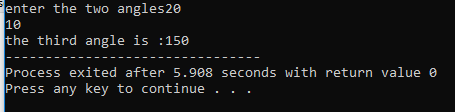 enter the two angles20
10
the third angle is :150
--------------------------------
Process exited after 5.908 seconds with return value 0
Press any key to continue . . .